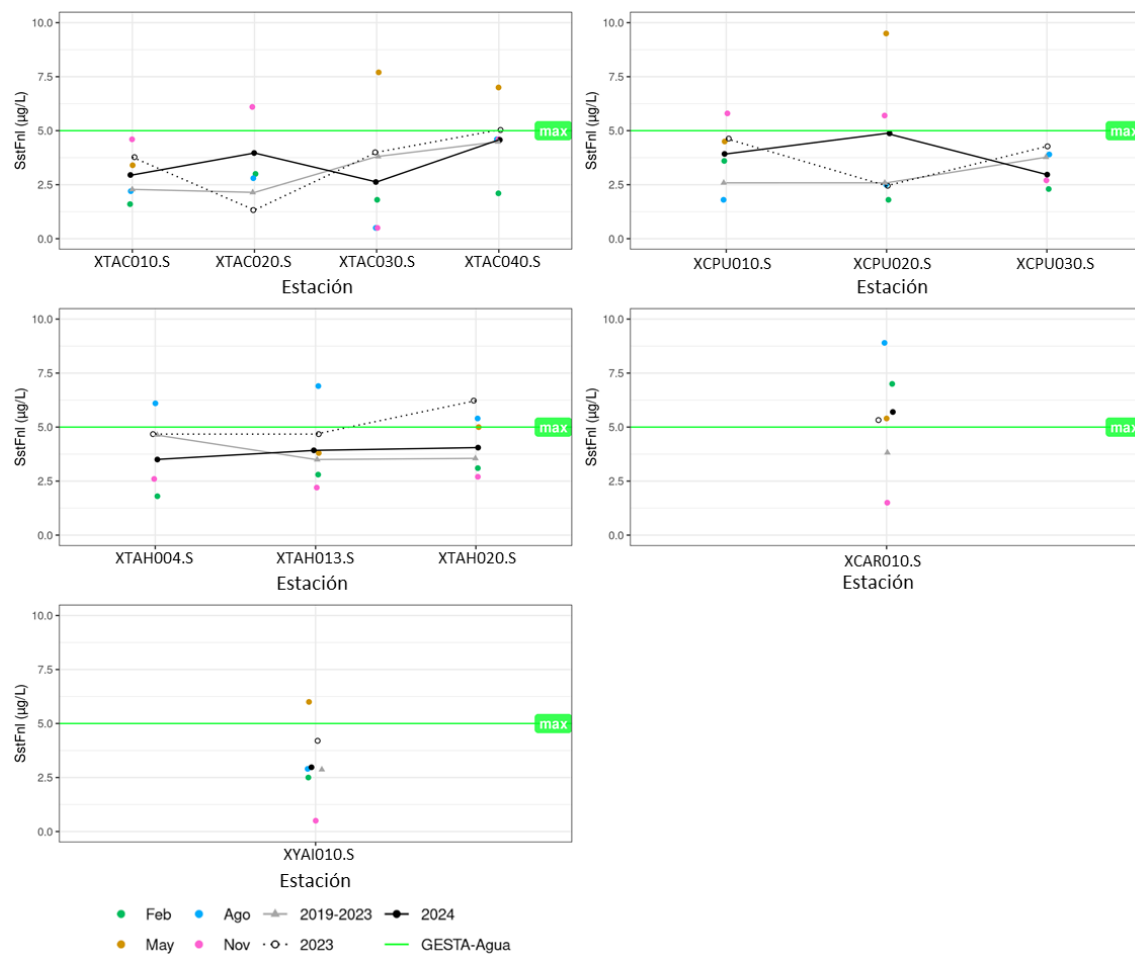 10.0
7.5
5.0
2.5
0.0
SstFnl (µg/L)
max
XTAC010.S XTAC020.S XTAC030.S XTAC040.S
Estación
10.0
7.5
5.0
2.5
0.0
SstFnl (µg/L)
max
XCPU010.S XCPU020.S XCPU030.S
Estación
10.0
7.5
5.0
2.5
0.0
SstFnl (µg/L)
max
XTAH004.S XTAH013.S XTAH020.S
Estación
10.0
7.5
5.0
2.5
0.0
SstFnl (µg/L)
max
XCAR010.S
Estación
10.0
7.5
5.0
2.5
0.0
SstFnl (µg/L)
max
XYAI010.S
Estación
Feb Ago 2019-2023 2024
May Nov 2023 GESTA-Agua